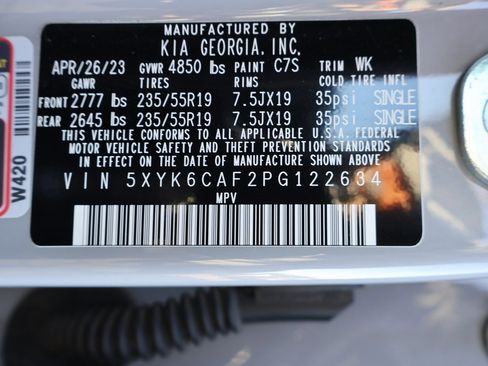 MANUFACTURED BY
KIA GEORGIA, INC.
APR/26/23 GVWR 4850 lbs PAINT C7S TRIM WK
GAWR TIRES RIMS COLD TIRE INFL
FRONT 2777 lbs 235/55R19 7.5JX19 35psi SINGLE
REAR 2645 lbs 235/55R19 7.5JX19 35psi SINGLE
THIS VEHICLE CONFORMS TO ALL APPLICABLE U.S.A. FEDERAL
MOTOR VEHICLE SAFETY AND THEFT PREVENTION STANDARDS
IN EFFECT ON THE DATE OF MANUFACTURE SHOWN ABOVE
VIN 5XYK6CAF2PG122634
MPV
W420